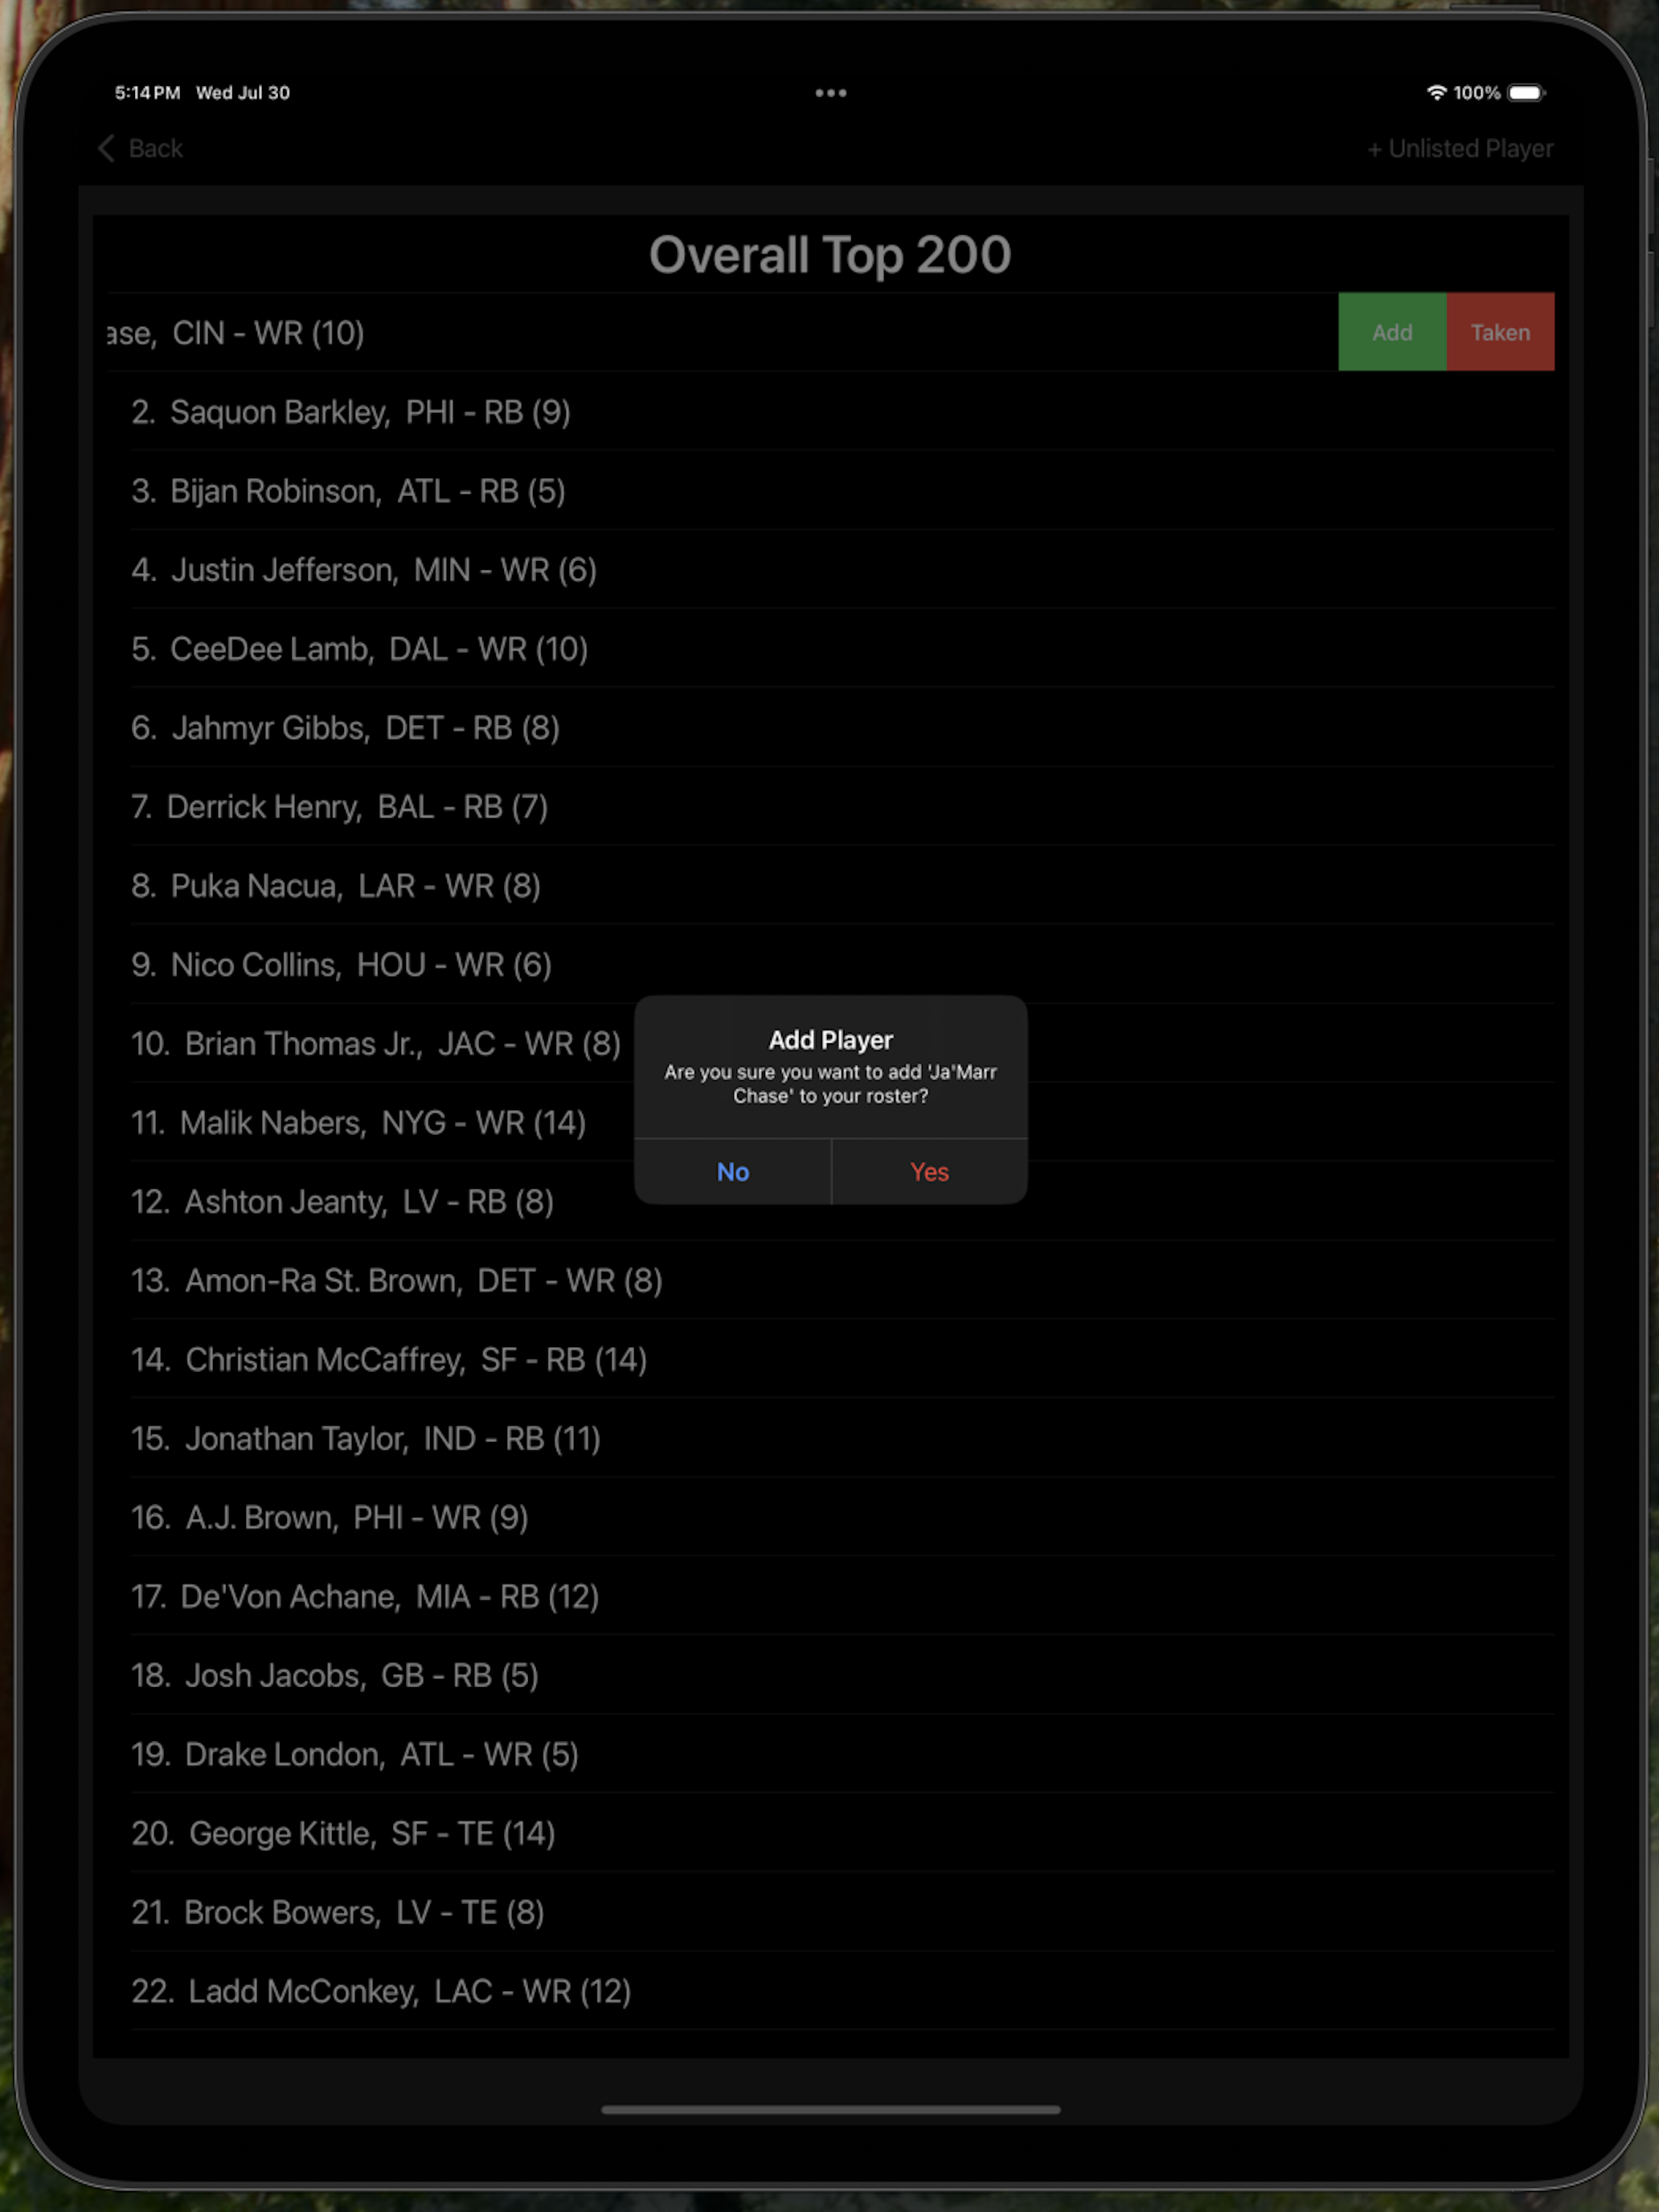 5:14 PM Wed Jul 30
100%
Back
+ Unlisted Player
Overall Top 200
ase, CIN - WR (10)
Add
Taken
2. Saquon Barkley, PHI - RB (9)
3. Bijan Robinson, ATL - RB (5)
4. Justin Jefferson, MIN - WR (6)
5. CeeDee Lamb, DAL - WR (10)
6. Jahmyr Gibbs, DET - RB (8)
7. Derrick Henry, BAL - RB (7)
8. Puka Nacua, LAR - WR (8)
9. Nico Collins, HOU - WR (6)
10. Brian Thomas Jr., JAC - WR (8)
11. Malik Nabers, NYG - WR (14)
12. Ashton Jeanty, LV - RB (8)
13. Amon-Ra St. Brown, DET - WR (8)
14. Christian McCaffrey, SF - RB (14)
15. Jonathan Taylor, IND - RB (11)
16. A.J. Brown, PHI - WR (9)
17. De'Von Achane, MIA - RB (12)
18. Josh Jacobs, GB - RB (5)
19. Drake London, ATL - WR (5)
20. George Kittle, SF - TE (14)
21. Brock Bowers, LV - TE (8)
22. Ladd McConkey, LAC - WR (12)
Add Player
Are you sure you want to add 'Ja'Marr
Chase' to your roster?
No
Yes